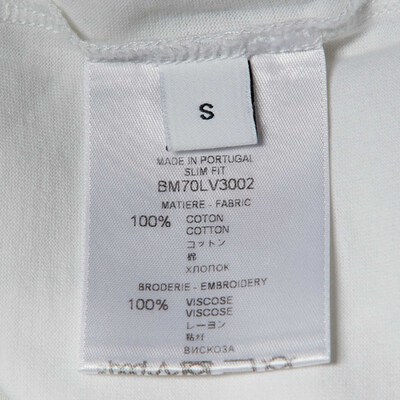 S
MADE IN PORTUGAL
SLIM FIT
BM70LV3002
MATIERE - FABRIC
100% COTON
COTTON
コットン
棉
ХЛОПОК
BRODERIE - EMBROIDERY
100% VISCOSE
VISCOSE
レーヨン
粘纤
ВИСКОЗА